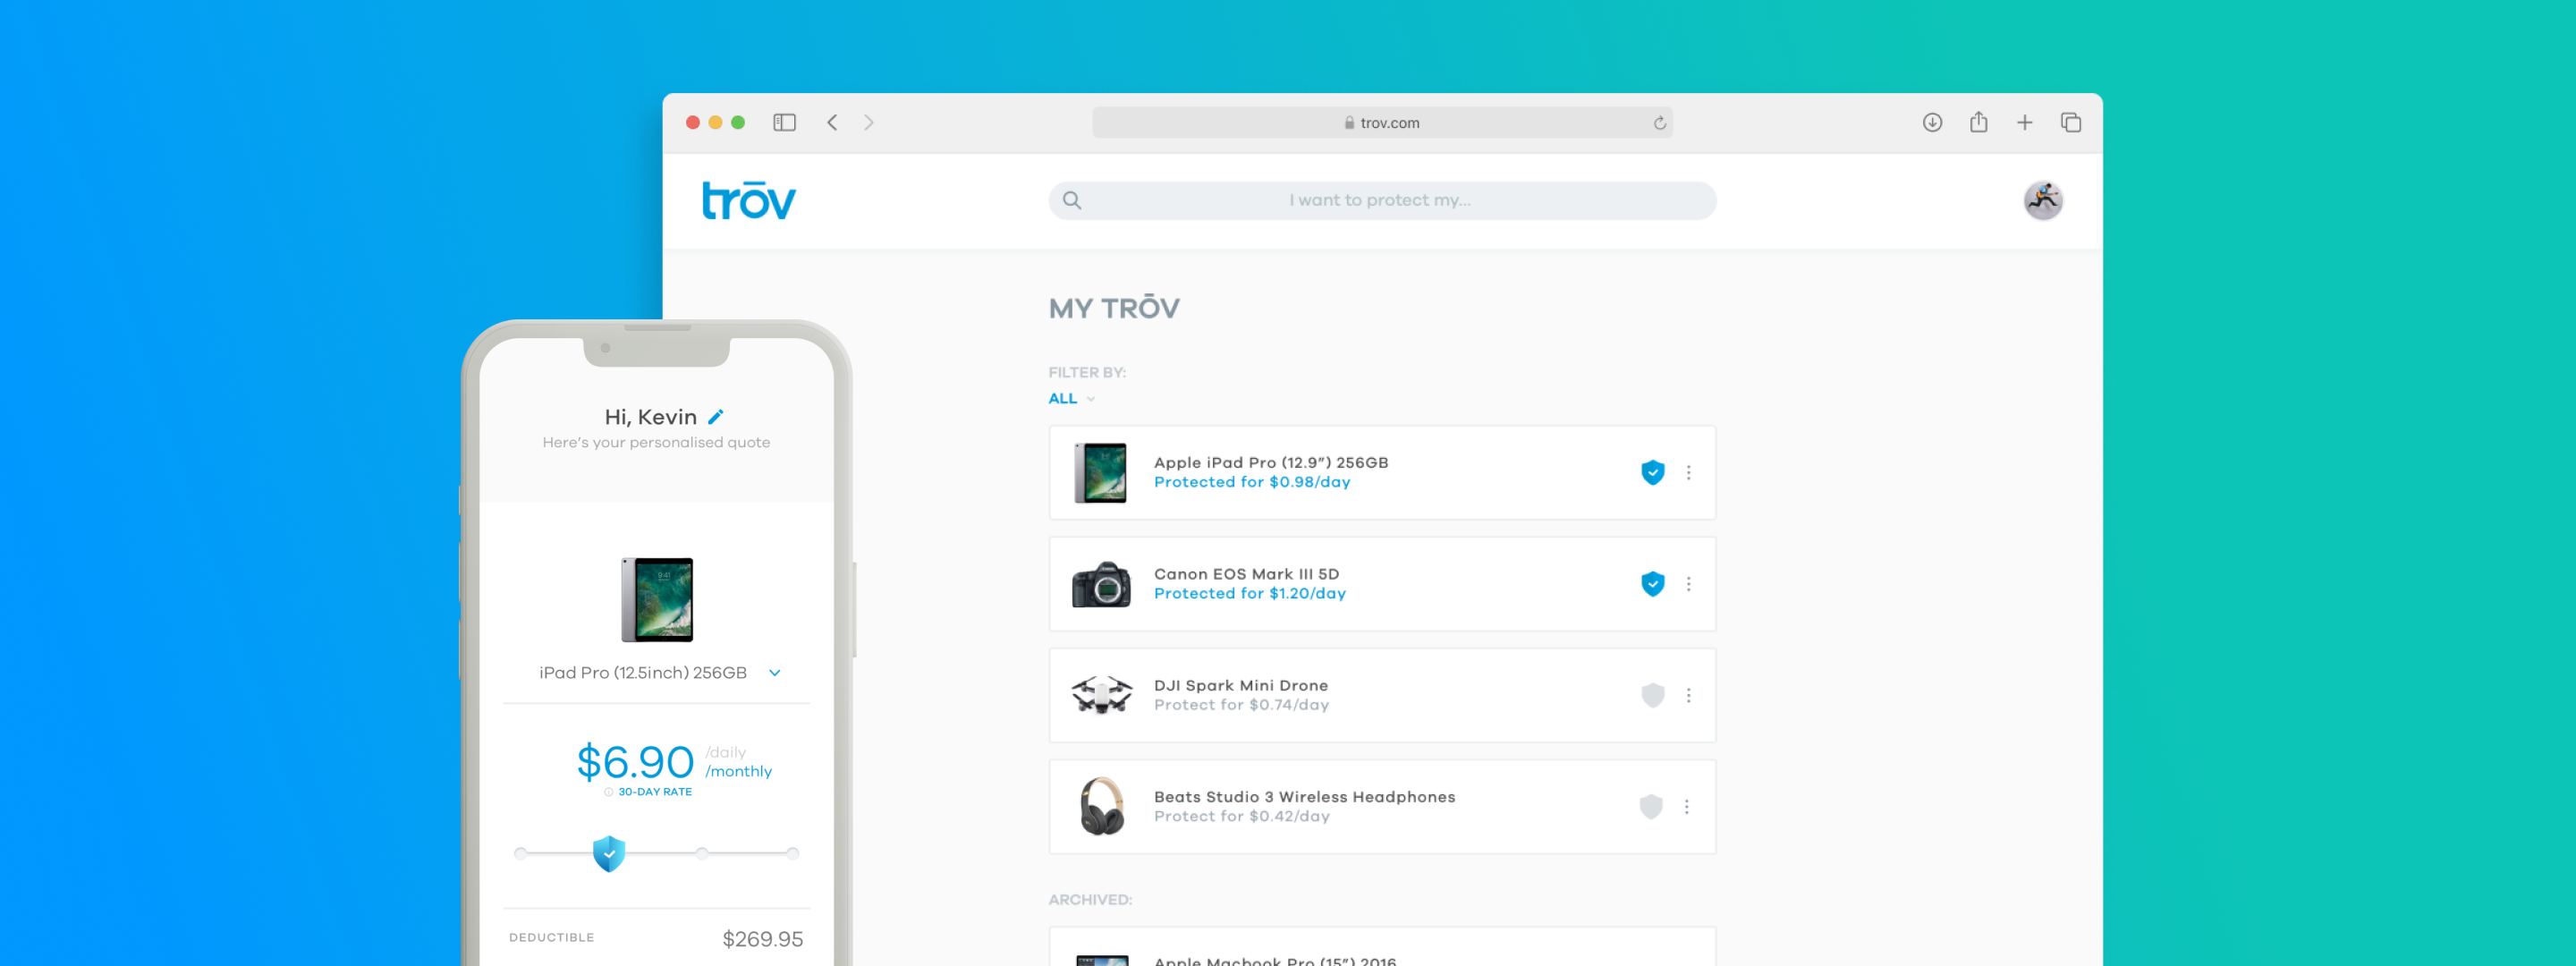 trov.com
trōv
I want to protect my...
MY TRŌV
FILTER BY:
ALL
Apple iPad Pro (12.9”) 256GB
Protected for $0.98/day
Canon EOS Mark III 5D
Protected for $1.20/day
DJI Spark Mini Drone
Protect for $0.74/day
Beats Studio 3 Wireless Headphones
Protect for $0.42/day
ARCHIVED:
Apple Macbook Pro (15”) 2016
Hi, Kevin
Here’s your personalised quote
9:41
iPad Pro (12.5inch) 256GB
$6.90 /daily
/monthly
30-DAY RATE
DEDUCTIBLE $269.95